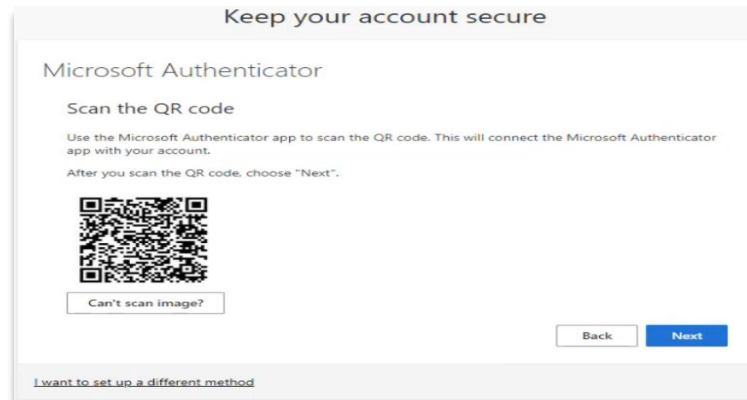 Keep your account secure
Microsoft Authenticator
Scan the QR code
Use the Microsoft Authenticator app to scan the QR code. This will connect the Microsoft Authenticator
app with your account.
After you scan the QR code, choose "Next".
Can't scan image?
Back Next
I want to set up a different method